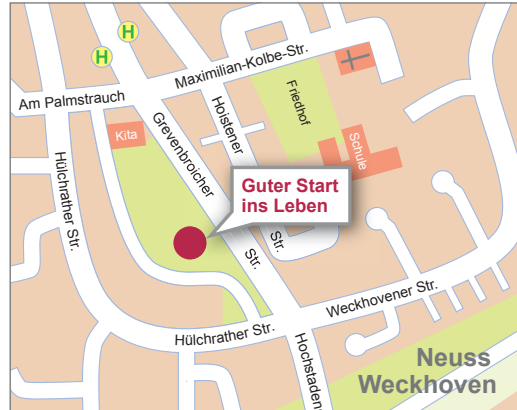 H
H
Maximilian-Kolbe-Str.
Am Palmstrauch
Kita
Grevenbroicher
Str.
Holstener
Str.
Friedhof
Schule
Hülchrather Str.
Guter Start
ins Leben
Weckhovener Str.
Hülchrather Str.
Hochstaden
Neuss
Weckhoven